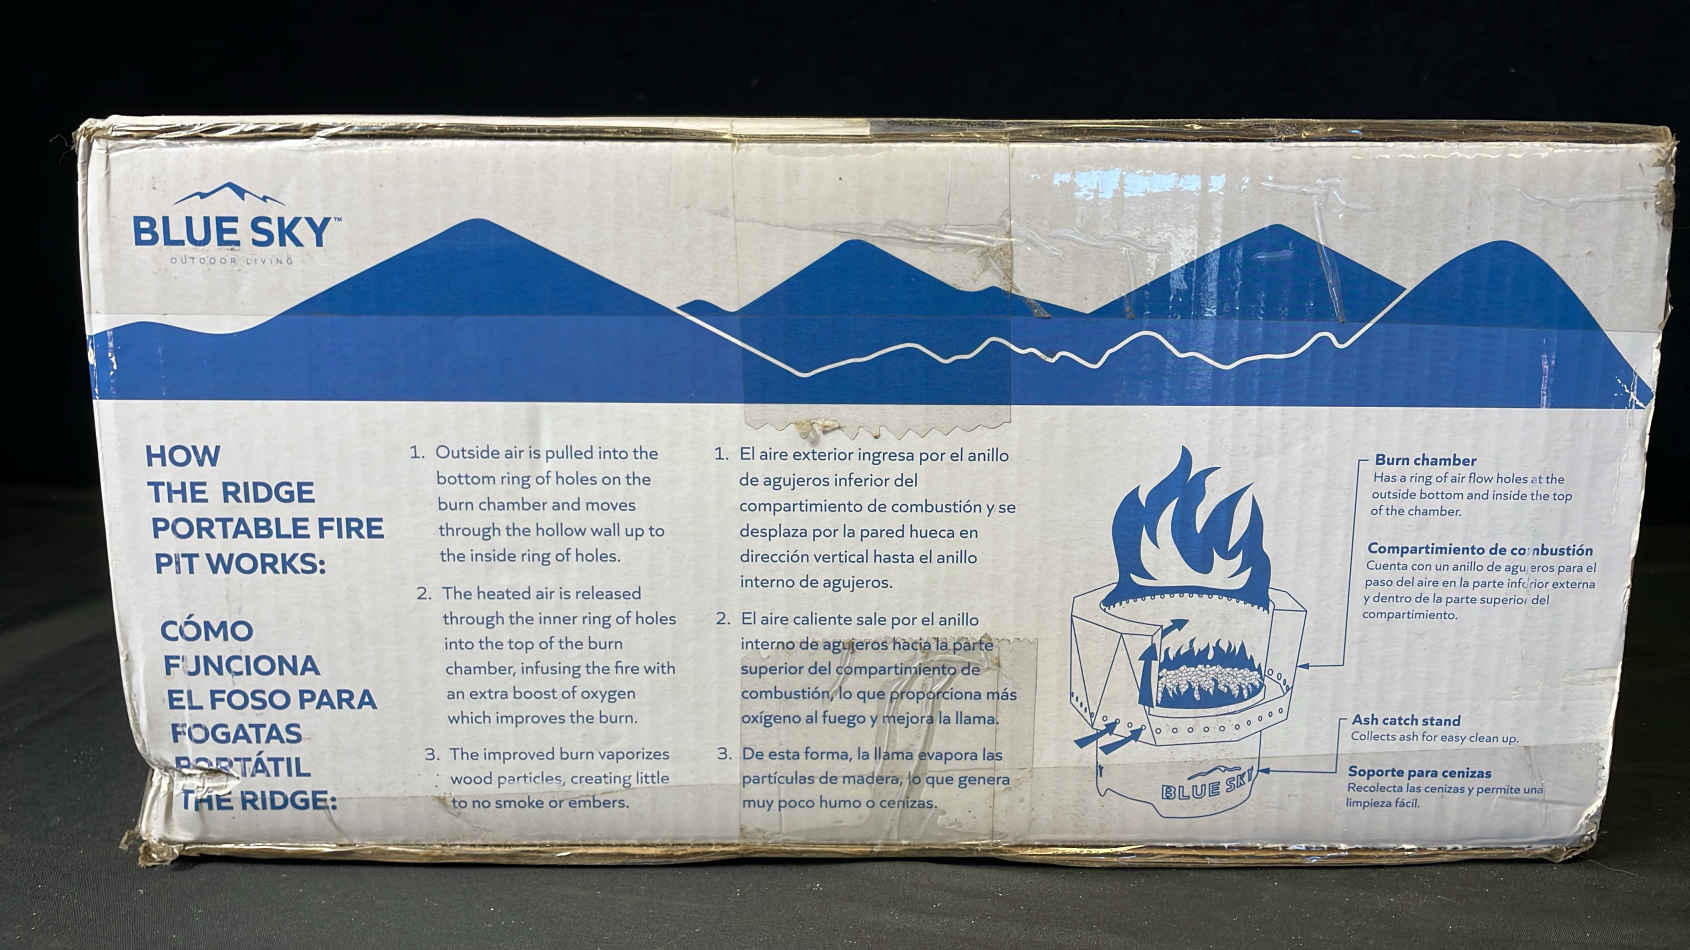 BLUE SKY™
OUTDOOR LIVING
HOW
THE RIDGE
PORTABLE FIRE
PIT WORKS:
CÓMO
FUNCIONA
EL FOSO PARA
FOGATAS
PORTÁTIL
THE RIDGE:
1. Outside air is pulled into the
bottom ring of holes on the
burn chamber and moves
through the hollow wall up to
the inside ring of holes.
2. The heated air is released
through the inner ring of holes
into the top of the burn
chamber, infusing the fire with
an extra boost of oxygen
which improves the burn.
3. The improved burn vaporizes
wood particles, creating little
to no smoke or embers.
1. El aire exterior ingresa por el anillo
de agujeros inferior del
compartimiento de combustión y se
desplaza por la pared hueca en
dirección vertical hasta el anillo
interno de agujeros.
2. El aire caliente sale por el anillo
interno de agujeros hacia la parte
superior del compartimiento de
combustión, lo que proporciona más
oxígeno al fuego y mejora la llama.
3. De esta forma, la llama evapora las
partículas de madera, lo que genera
muy poco humo o cenizas.
Burn chamber
Has a ring of air flow holes at the
outside bottom and inside the top
of the chamber.
Compartimiento de combustión
Cuenta con un anillo de agujeros para el
paso del aire en la parte inferior externa
y dentro de la parte superior del
compartimiento.
Ash catch stand
Collects ash for easy clean up.
Soporte para cenizas
Recolecta las cenizas y permite una
limpieza fácil.
BLUE SKY